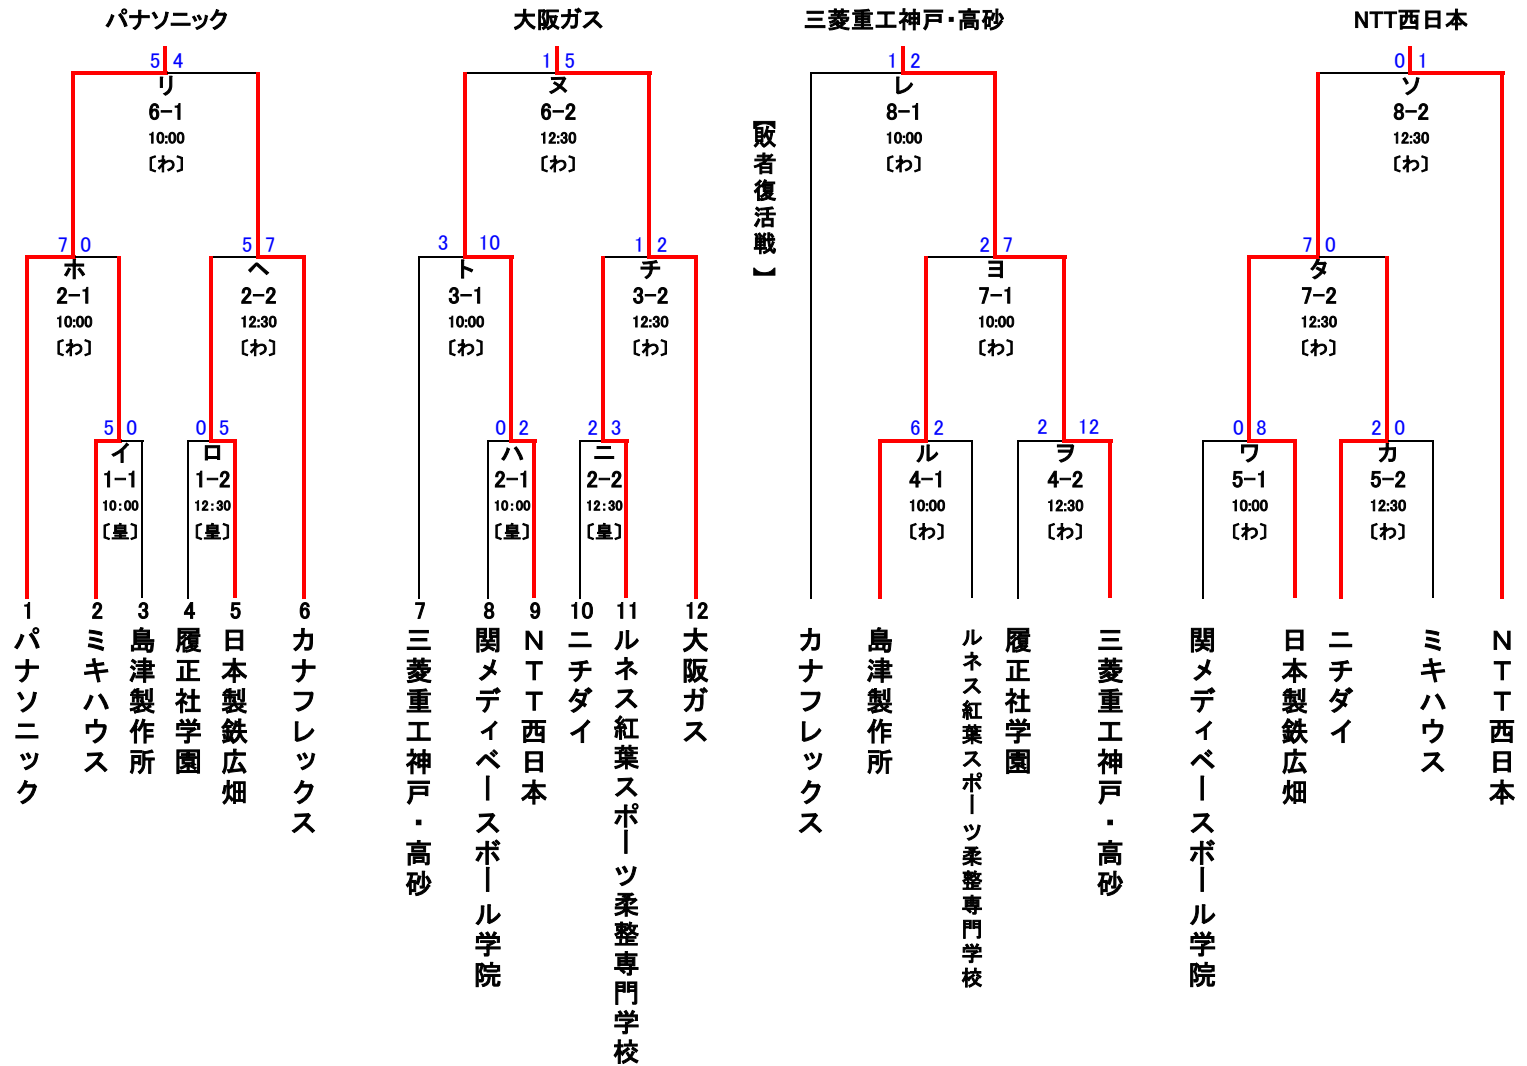 パナソニック
大阪ガス
三菱重工神戸・高砂
NTT西日本
5 4
リ
6-1
10:00
〔わ〕
1 5
ヌ
6-2
12:30
〔わ〕
【敗者復活戦】
1 2
レ
8-1
10:00
〔わ〕
0 1
ソ
8-2
12:30
〔わ〕
7 0
ホ
2-1
10:00
〔わ〕
5 7
ヘ
2-2
12:30
〔わ〕
3 10
ト
3-1
10:00
〔わ〕
1 2
チ
3-2
12:30
〔わ〕
2 7
ヨ
7-1
10:00
〔わ〕
7 0
タ
7-2
12:30
〔わ〕
5 0
イ
1-1
10:00
〔皇〕
0 5
ロ
1-2
12:30
〔皇〕
0 2
ハ
2-1
10:00
〔皇〕
2 3
ニ
2-2
12:30
〔皇〕
6 2
ル
4-1
10:00
〔わ〕
2 12
ヲ
4-2
12:30
〔わ〕
0 8
ワ
5-1
10:00
〔わ〕
2 0
カ
5-2
12:30
〔わ〕
1
パナソニック
2
ミキハウス
3
島津製作所
4
履正社学園
5
日本製鉄広畑
6
カナフレックス
7
三菱重工神戸・高砂
8
関メディベースボール学院
9
NTT西日本
10
ニチダイ
11
ルネス紅葉スポーツ柔整専門学校
12
大阪ガス
カナフレックス
島津製作所
ルネス紅葉スポーツ柔整専門学校
履正社学園
三菱重工神戸・高砂
関メディベースボール学院
日本製鉄広畑
ニチダイ
ミキハウス
NTT西日本